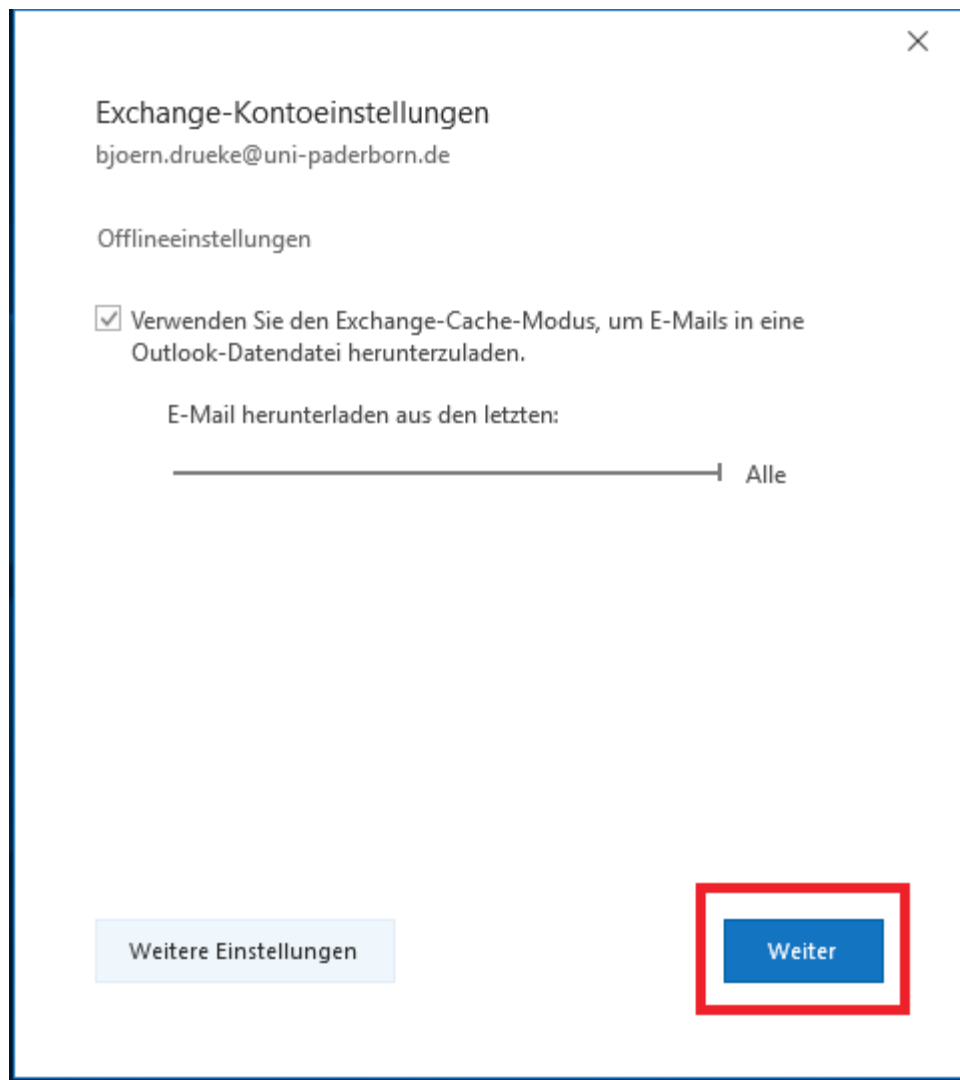 Exchange-Kontoeinstellungen
bjoern.drueke@uni-paderborn.de
Offlineeinstellungen
Verwenden Sie den Exchange-Cache-Modus, um E-Mails in eine
Outlook-Datendatei herunterzuladen.
E-Mail herunterladen aus den letzten:
Alle
Weitere Einstellungen
Weiter